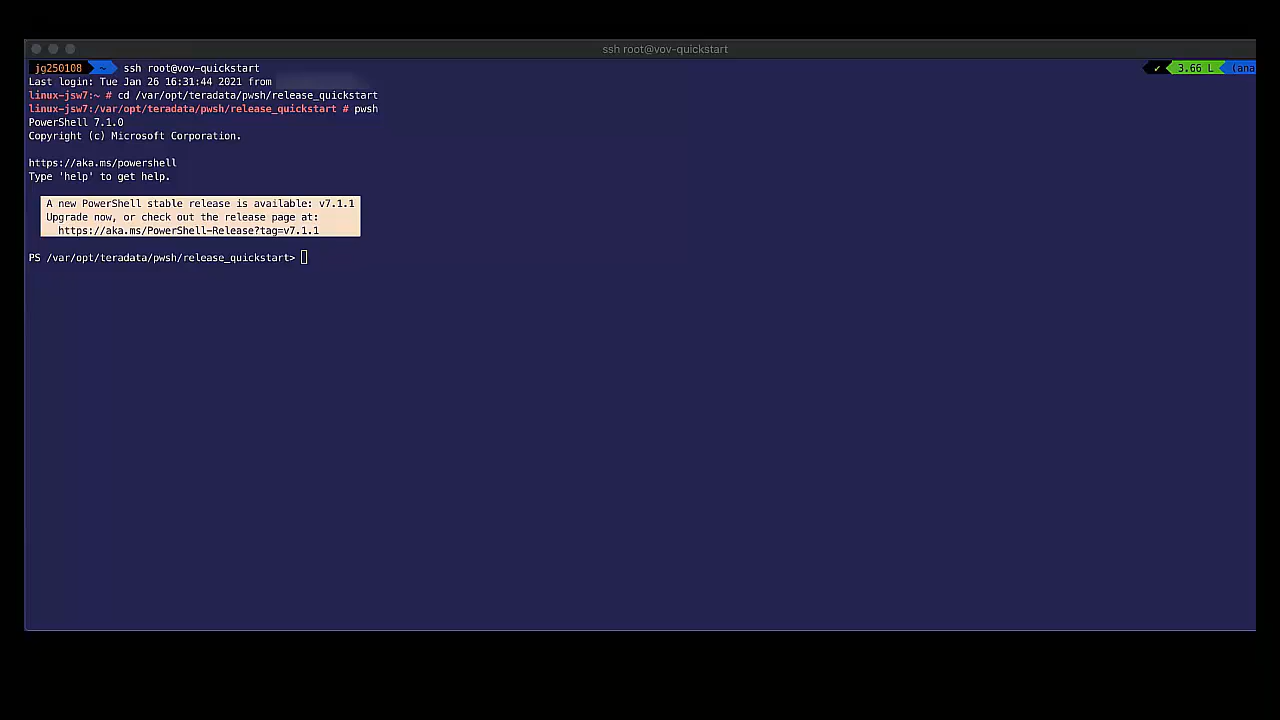 ssh root@vov-quickstart
jg250108 ~ ssh root@vov-quickstart ✔ 3.66 L (ana
Last login: Tue Jan 26 16:31:44 2021 from
linux-jsw7:~ # cd /var/opt/teradata/pwsh/release_quickstart
linux-jsw7:/var/opt/teradata/pwsh/release_quickstart # pwsh
PowerShell 7.1.0
Copyright (c) Microsoft Corporation.
https://aka.ms/powershell
Type 'help' to get help.
A new PowerShell stable release is available: v7.1.1
Upgrade now, or check out the release page at:
https://aka.ms/PowerShell-Release?tag=v7.1.1
PS /var/opt/teradata/pwsh/release_quickstart>